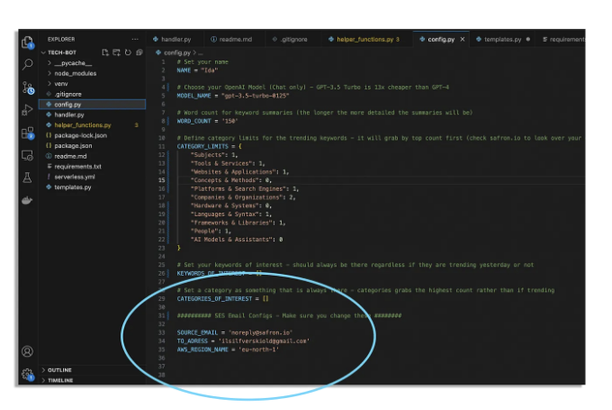 EXPLORER
TECH-BOT
__pycache__
node_modules
venv
.gitignore
config.py
handler.py
helper_functions.py 3
package-lock.json
package.json
readme.md
requirements.txt
serverless.yml
templates.py
OUTLINE
TIMELINE
handler.py
readme.md
.gitignore
helper_functions.py 3
config.py
templates.py
requirement
config.py > ...
1 # Set your name
2 NAME = "Ida"
3
4 # Choose your OpenAI Model (Chat only) – GPT-3.5 Turbo is 13x cheaper than GPT-4
5 MODEL_NAME = "gpt-3.5-turbo-0125"
6
7 # Word count for keyword summaries (the longer the more detailed the summaries will be)
8 WORD_COUNT = '150'
9
10 # Define category limits for the trending keywords – it will grab by top count first (check safron.io to look over your
11 CATEGORY_LIMITS = {
12 "Subjects": 1,
13 "Tools & Services": 1,
14 "Websites & Applications": 1,
15 "Concepts & Methods": 0,
16 "Platforms & Search Engines": 1,
17 "Companies & Organizations": 2,
18 "Hardware & Systems": 0,
19 "Languages & Syntax": 1,
20 "Frameworks & Libraries": 1,
21 "People": 1,
22 "AI Models & Assistants": 0
23 }
24
25 # Set your keywords of interest – should always be there regardless if they are trending yesterday or not
26 KEYWORDS_OF_INTEREST = []
27
28 # Set a category as something that is always there – categories grabs the highest count rather than if trending
29 CATEGORIES_OF_INTEREST = []
30
31 ########## SES Email Configs – Make sure you change them ########
32
33 SOURCE_EMAIL = 'noreply@safron.io'
34 TO_ADRESS = 'ilsilfverskiold@gmail.com'
35 AWS_REGION_NAME = 'eu-north-1'
36
37
38